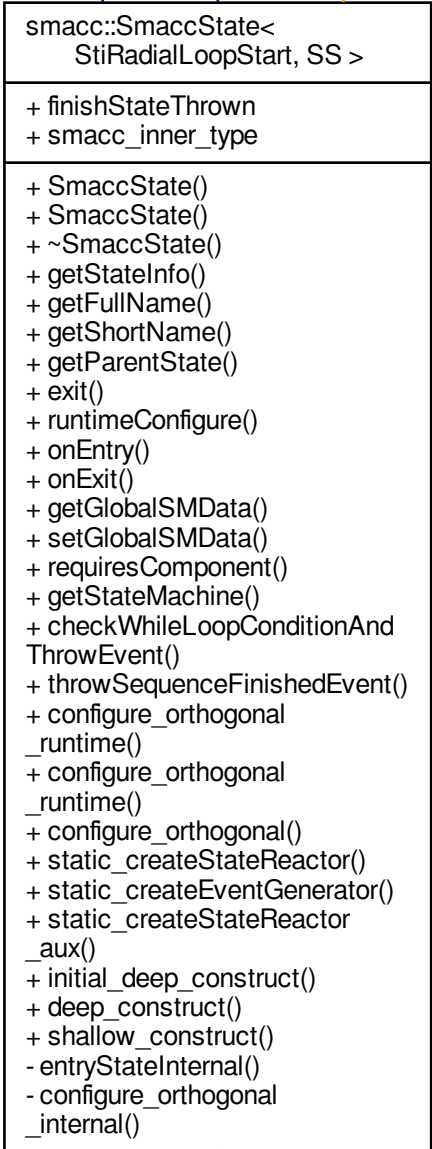 smacc::SmaccState<
StiRadialLoopStart, SS >
+ finishStateThrown
+ smacc_inner_type
+ SmaccState()
+ SmaccState()
+ ~SmaccState()
+ getStateInfo()
+ getFullName()
+ getShortName()
+ getParentState()
+ exit()
+ runtimeConfigure()
+ onEntry()
+ onExit()
+ getGlobalSMData()
+ setGlobalSMData()
+ requiresComponent()
+ getStateMachine()
+ checkWhileLoopConditionAnd
ThrowEvent()
+ throwSequenceFinishedEvent()
+ configure_orthogonal
_runtime()
+ configure_orthogonal
_runtime()
+ configure_orthogonal()
+ static_createStateReactor()
+ static_createEventGenerator()
+ static_createStateReactor
_aux()
+ initial_deep_construct()
+ deep_construct()
+ shallow_construct()
- entryStateInternal()
- configure_orthogonal
_internal()